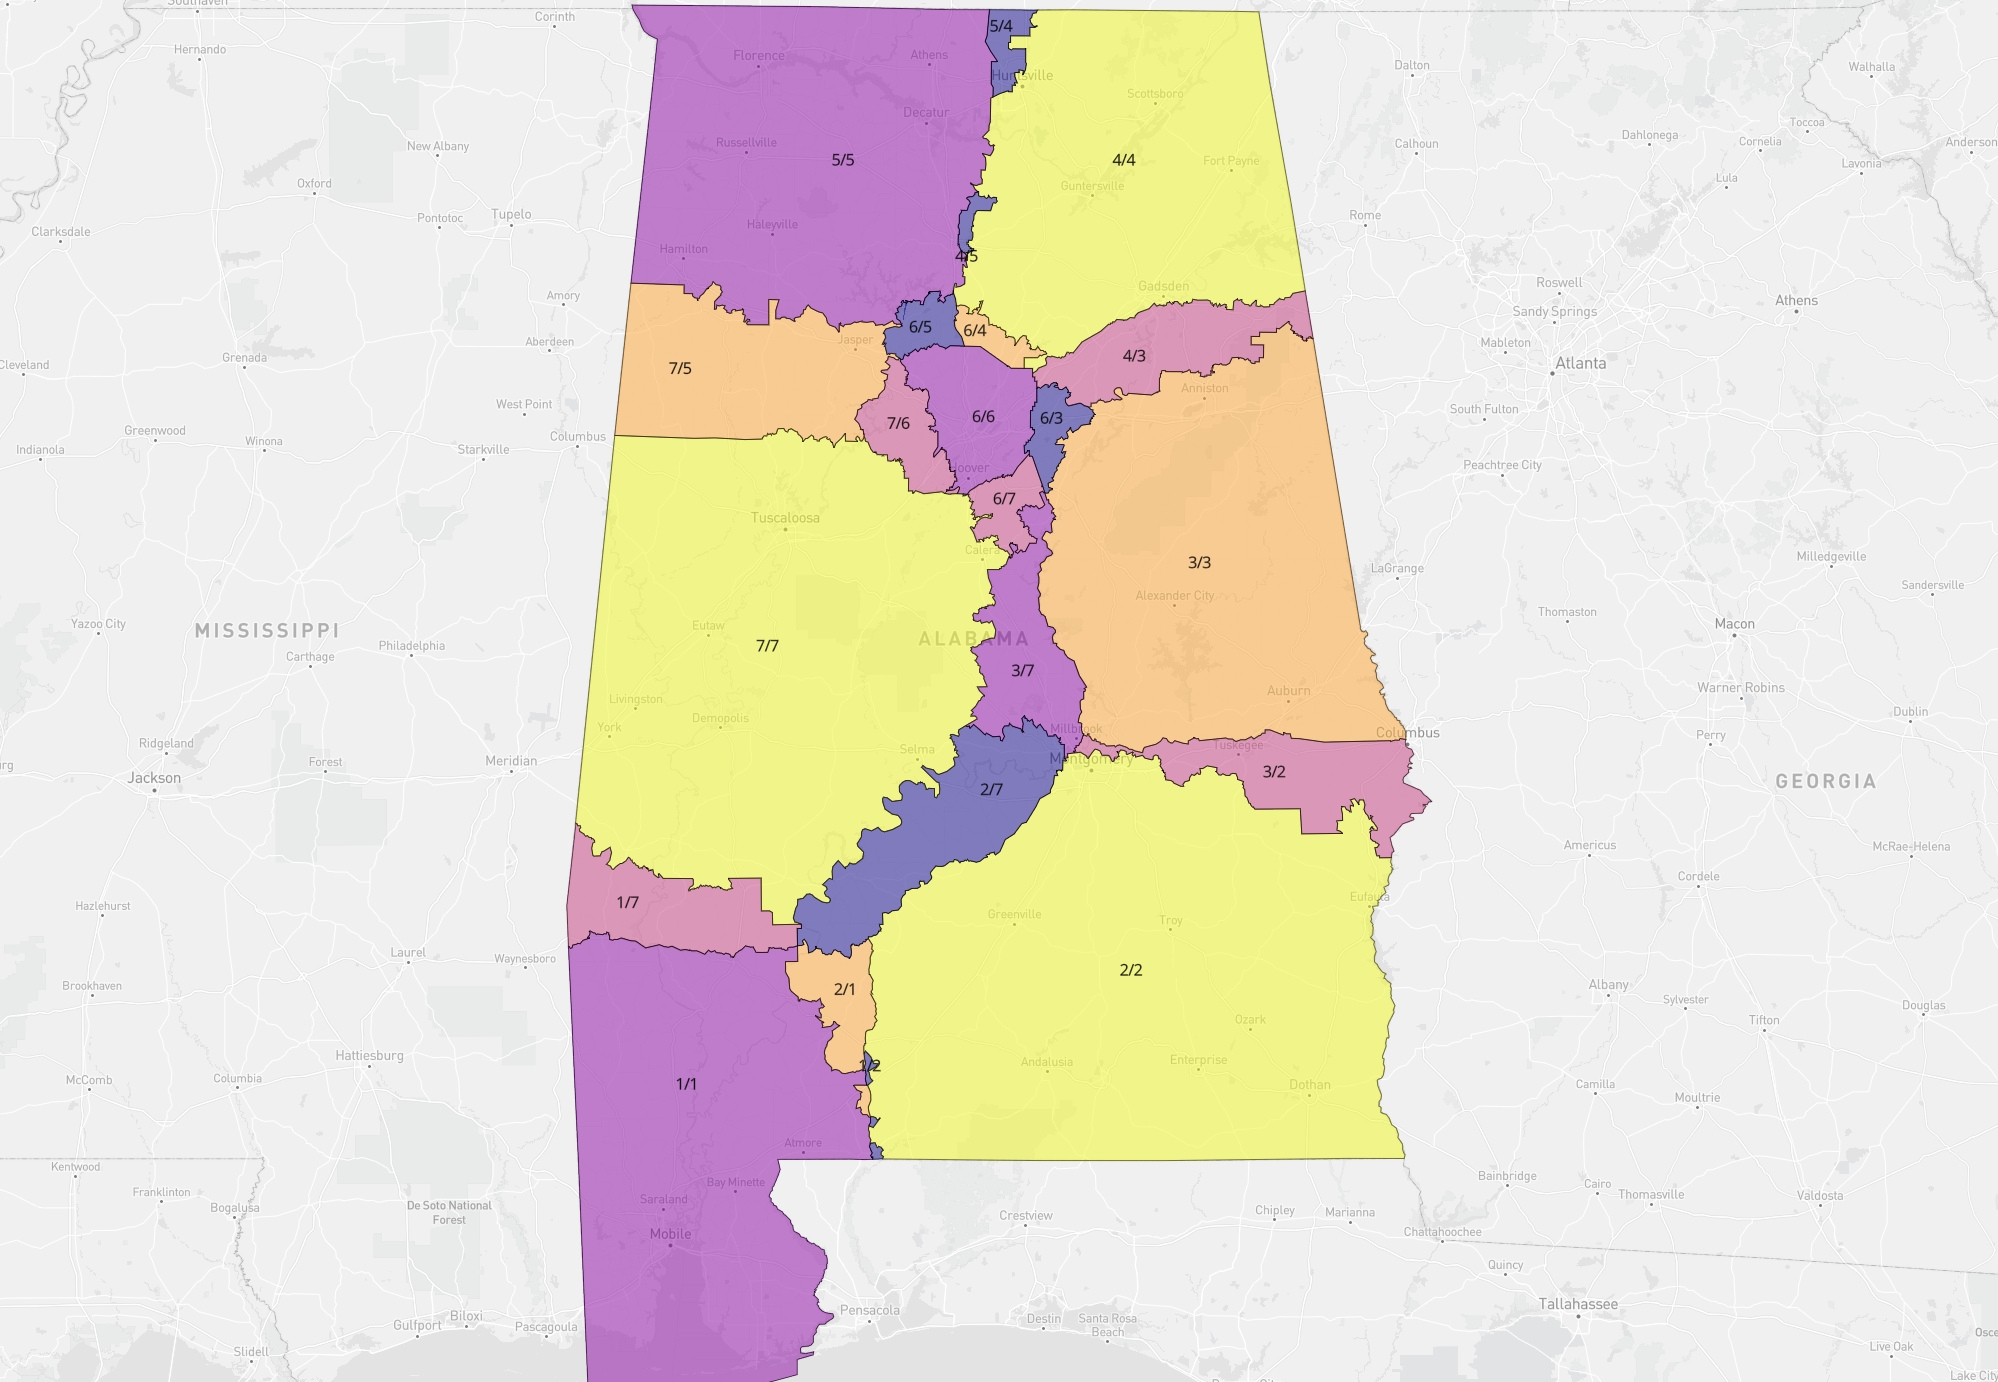 Southaven
Corinth
Hernando
Florence
Athens
5/4
Huntsville
Dalton
Walhalla
Scottsboro
Decatur
Toccoa
Dahlonega
Cornelia
Anderson
New Albany
Russellville
Calhoun
5/5
4/4
Fort Payne
Lavonia
Oxford
Guntersville
Lula
Pontotoc
Tupelo
Rome
Clarksdale
Haleyville
Hamilton
4/5
Gadsden
Roswell
Amory
Athens
Sandy Springs
6/5
6/4
Aberdeen
Jasper
Mableton
Grenada
4/3
Cleveland
7/5
Atlanta
Anniston
West Point
South Fulton
6/6
6/3
7/6
Greenwood
Winona
Columbus
Indianola
Starkville
Hoover
Peachtree City
6/7
Tuscaloosa
Calera
Milledgeville
3/3
LaGrange
Sandersville
Alexander City
Thomaston
Yazoo City
MISSISSIPPI
Eutaw
Macon
ALABAMA
7/7
Philadelphia
Carthage
3/7
Warner Robins
Livingston
Auburn
York
Demopolis
Dublin
Millbrook
Columbus
Ridgeland
Selma
Tuskegee
Perry
Forest
Meridian
Montgomery
Jackson
3/2
GEORGIA
2/7
Americus
McRae-Helena
Cordele
1/7
Eufaula
Hazlehurst
Greenville
Troy
Laurel
Waynesboro
2/2
Brookhaven
2/1
Albany
Sylvester
Douglas
Ozark
Tifton
Hattiesburg
1/2
Andalusia
Enterprise
McComb
Columbia
1/1
Dothan
Camilla
Moultrie
Atmore
Kentwood
Bainbridge
Bay Minette
Cairo
Franklinton
Saraland
Thomasville
Valdosta
Bogalusa
De Soto National
Forest
Crestview
Chipley
Marianna
Mobile
Chattahoochee
Quincy
Pensacola
Tallahassee
Biloxi
Gulfport
Pascagoula
Destin
Santa Rosa
Beach
Slidell
Live Oak
Lake City